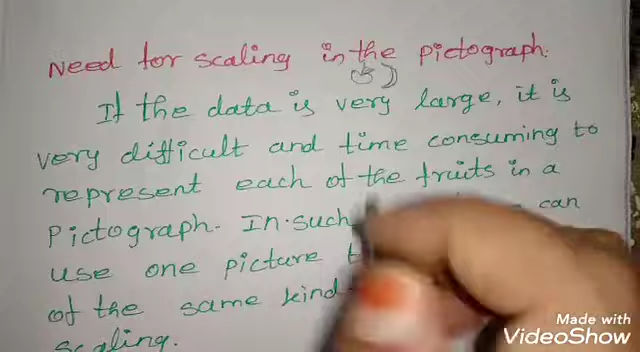 Need for scaling in the pictograph.
(5)
If the data is very large, it is
very difficult and time consuming to
represent each of the fruits in a
Pictograph. In such can
use one picture
of the same kind
scaling.
Made with
VideoShow